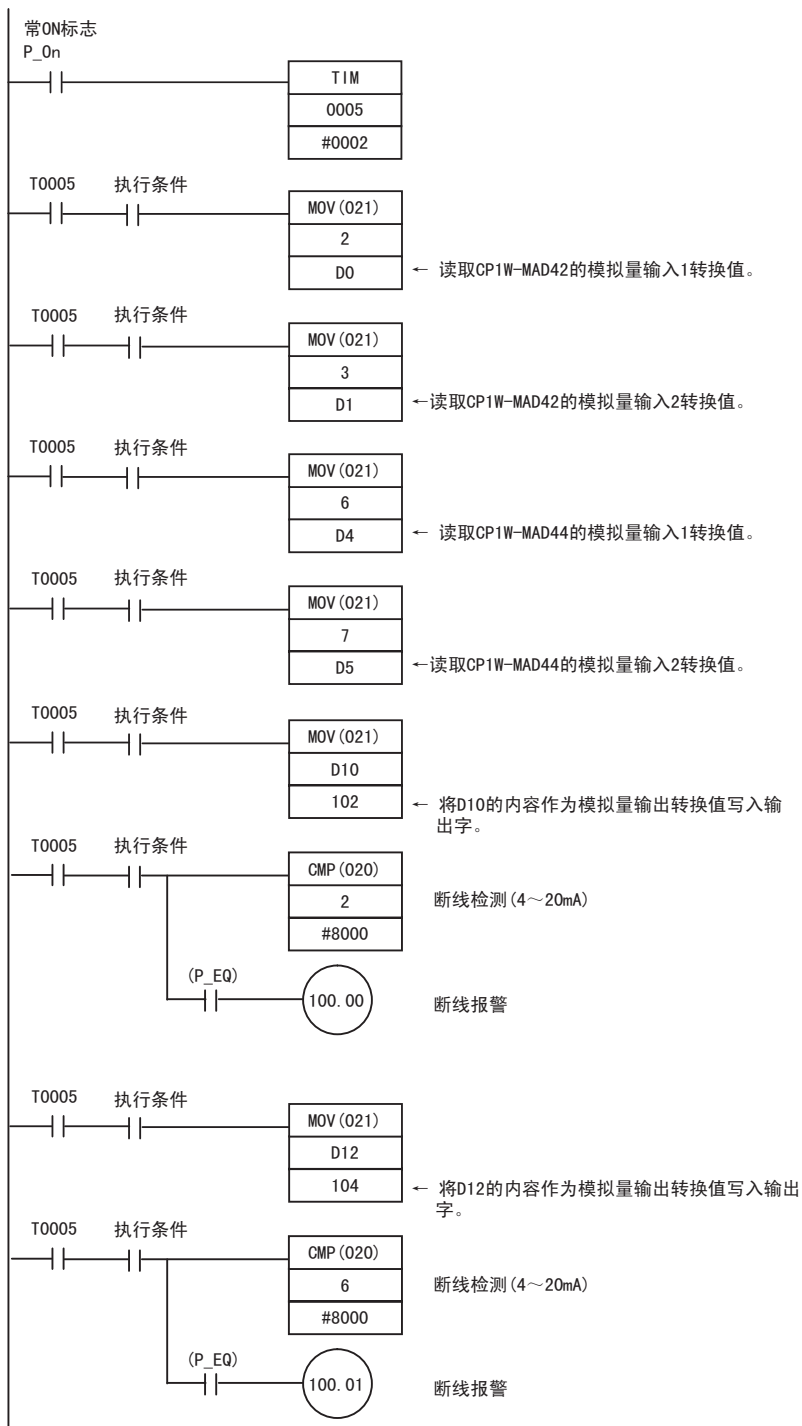 常ON标志
P_On
TIM
0005
#0002
T0005 执行条件
MOV(021)
2
D0 ← 读取CP1W-MAD42的模拟量输入1转换值。
T0005 执行条件
MOV(021)
3
D1 ←读取CP1W-MAD42的模拟量输入2转换值。
T0005 执行条件
MOV(021)
6
D4 ← 读取CP1W-MAD44的模拟量输入1转换值。
T0005 执行条件
MOV(021)
7
D5 ←读取CP1W-MAD44的模拟量输入2转换值。
T0005 执行条件
MOV(021)
D10
102 ← 将D10的内容作为模拟量输出转换值写入输
出字。
T0005 执行条件
CMP(020)
2 断线检测(4～20mA)
#8000
(P_EQ)
100.00 断线报警
T0005 执行条件
MOV(021)
D12
104 ← 将D12的内容作为模拟量输出转换值写入输出
字。
T0005 执行条件
CMP(020)
6 断线检测(4～20mA)
#8000
(P_EQ)
100.01 断线报警